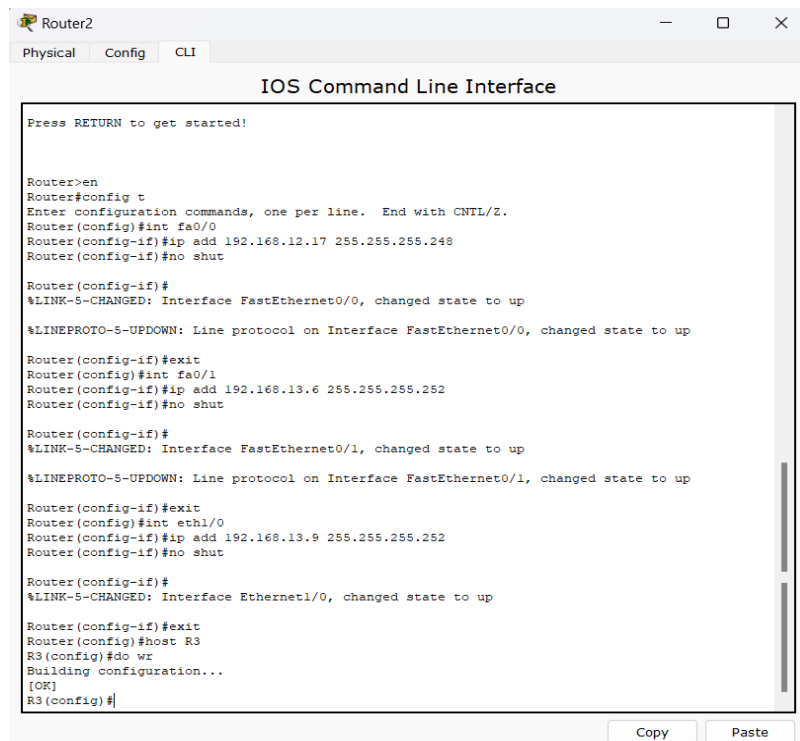 Router2
Physical Config CLI
IOS Command Line Interface
Press RETURN to get started!
Router>en
Router#config t
Enter configuration commands, one per line.  End with CNTL/Z.
Router(config)#int fa0/0
Router(config-if)#ip add 192.168.12.17 255.255.255.248
Router(config-if)#no shut
Router(config-if)#
%LINK-5-CHANGED: Interface FastEthernet0/0, changed state to up
%LINEPROTO-5-UPDOWN: Line protocol on Interface FastEthernet0/0, changed state to up
Router(config-if)#exit
Router(config)#int fa0/1
Router(config-if)#ip add 192.168.13.6 255.255.255.252
Router(config-if)#no shut
Router(config-if)#
%LINK-5-CHANGED: Interface FastEthernet0/1, changed state to up
%LINEPROTO-5-UPDOWN: Line protocol on Interface FastEthernet0/1, changed state to up
Router(config-if)#exit
Router(config)#int eth1/0
Router(config-if)#ip add 192.168.13.9 255.255.255.252
Router(config-if)#no shut
Router(config-if)#
%LINK-5-CHANGED: Interface Ethernet1/0, changed state to up
Router(config-if)#exit
Router(config)#host R3
R3(config)#do wr
Building configuration...
[OK]
R3(config)#
Copy Paste